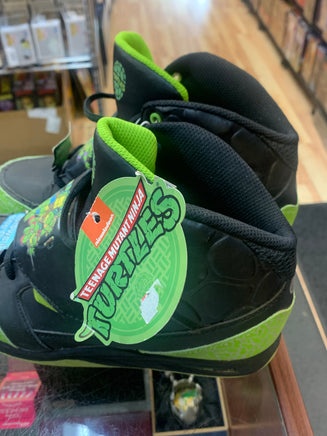 nickelodeon
TEENAGE MUTANT NINJA
TURTLES